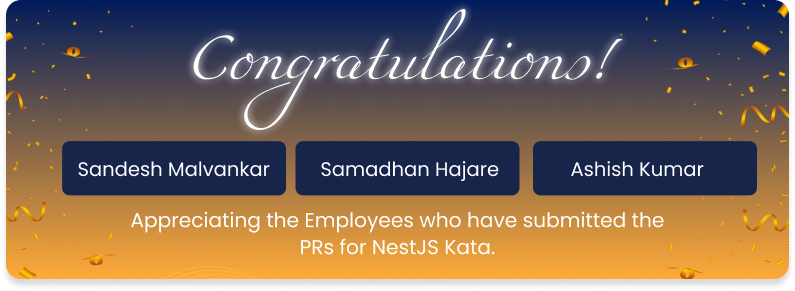 Congratulations!
Sandesh Malvankar
Samadhan Hajare
Ashish Kumar
Appreciating the Employees who have submitted the
PRs for NestJS Kata.